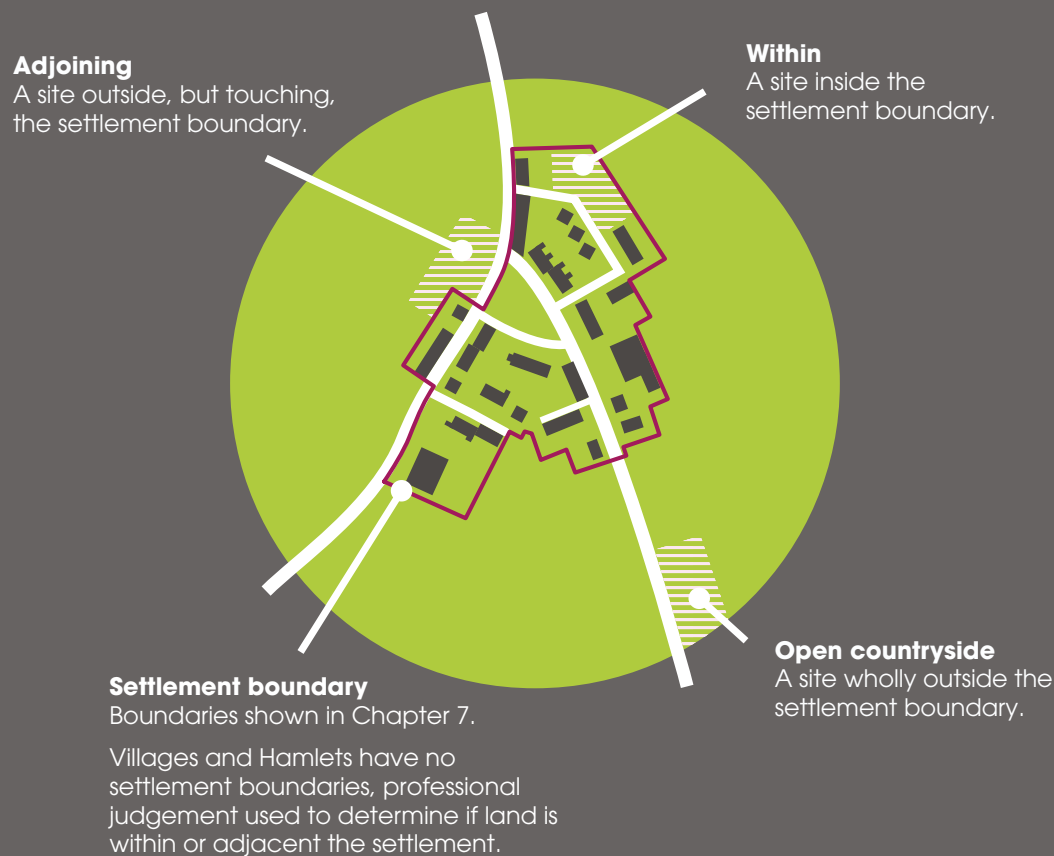 Adjoining
A site outside, but touching,
the settlement boundary.
Within
A site inside the
settlement boundary.
Settlement boundary
Boundaries shown in Chapter 7.
Villages and Hamlets have no
settlement boundaries, professional
judgement used to determine if land is
within or adjacent the settlement.
Open countryside
A site wholly outside the
settlement boundary.